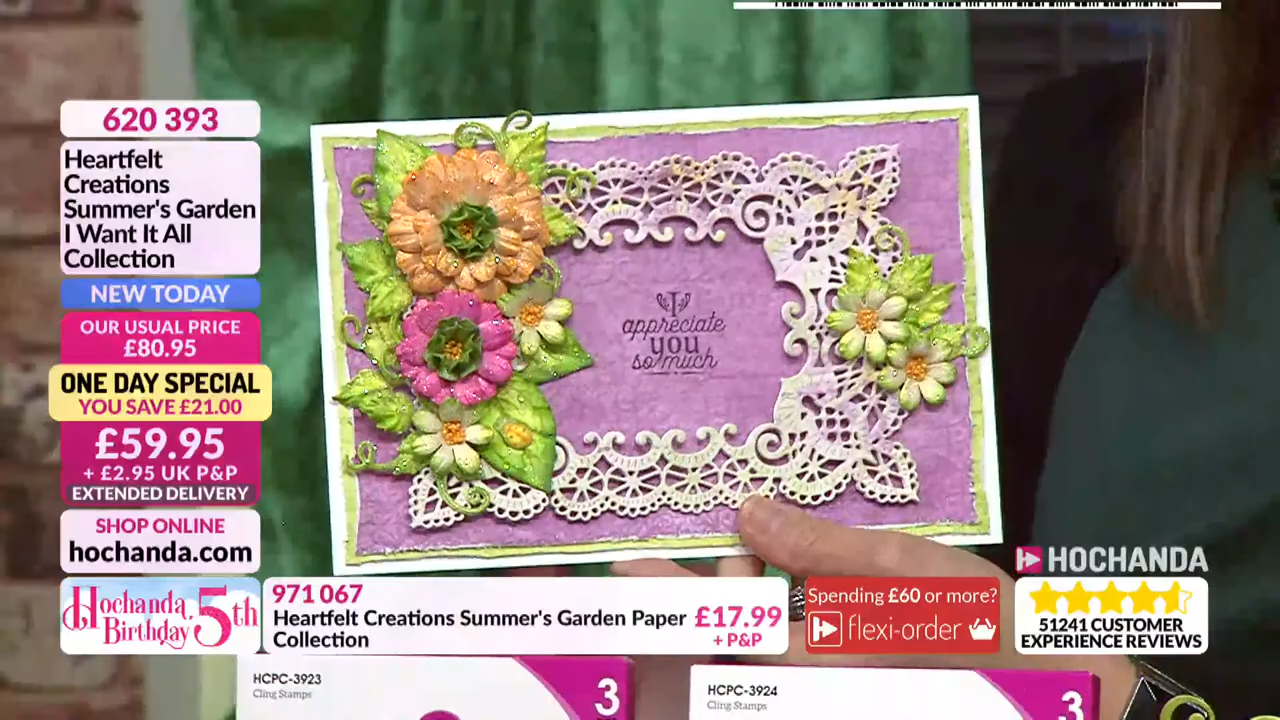 620 393
Heartfelt
Creations
Summer's Garden
I Want It All
Collection
NEW TODAY
OUR USUAL PRICE
£80.95
ONE DAY SPECIAL
YOU SAVE £21.00
£59.95
+ £2.95 UK P&P
EXTENDED DELIVERY
SHOP ONLINE
hochanda.com
I
appreciate
you
so much
HOCHANDA
Hochanda
Birthday
5th
971 067
Heartfelt Creations Summer's Garden Paper
Collection
£17.99
+ P&P
Spending £60 or more?
flexi-order
51241 CUSTOMER
EXPERIENCE REVIEWS
HCPC-3923
Cling Stamps
3
HCPC-3924
Cling Stamps
3